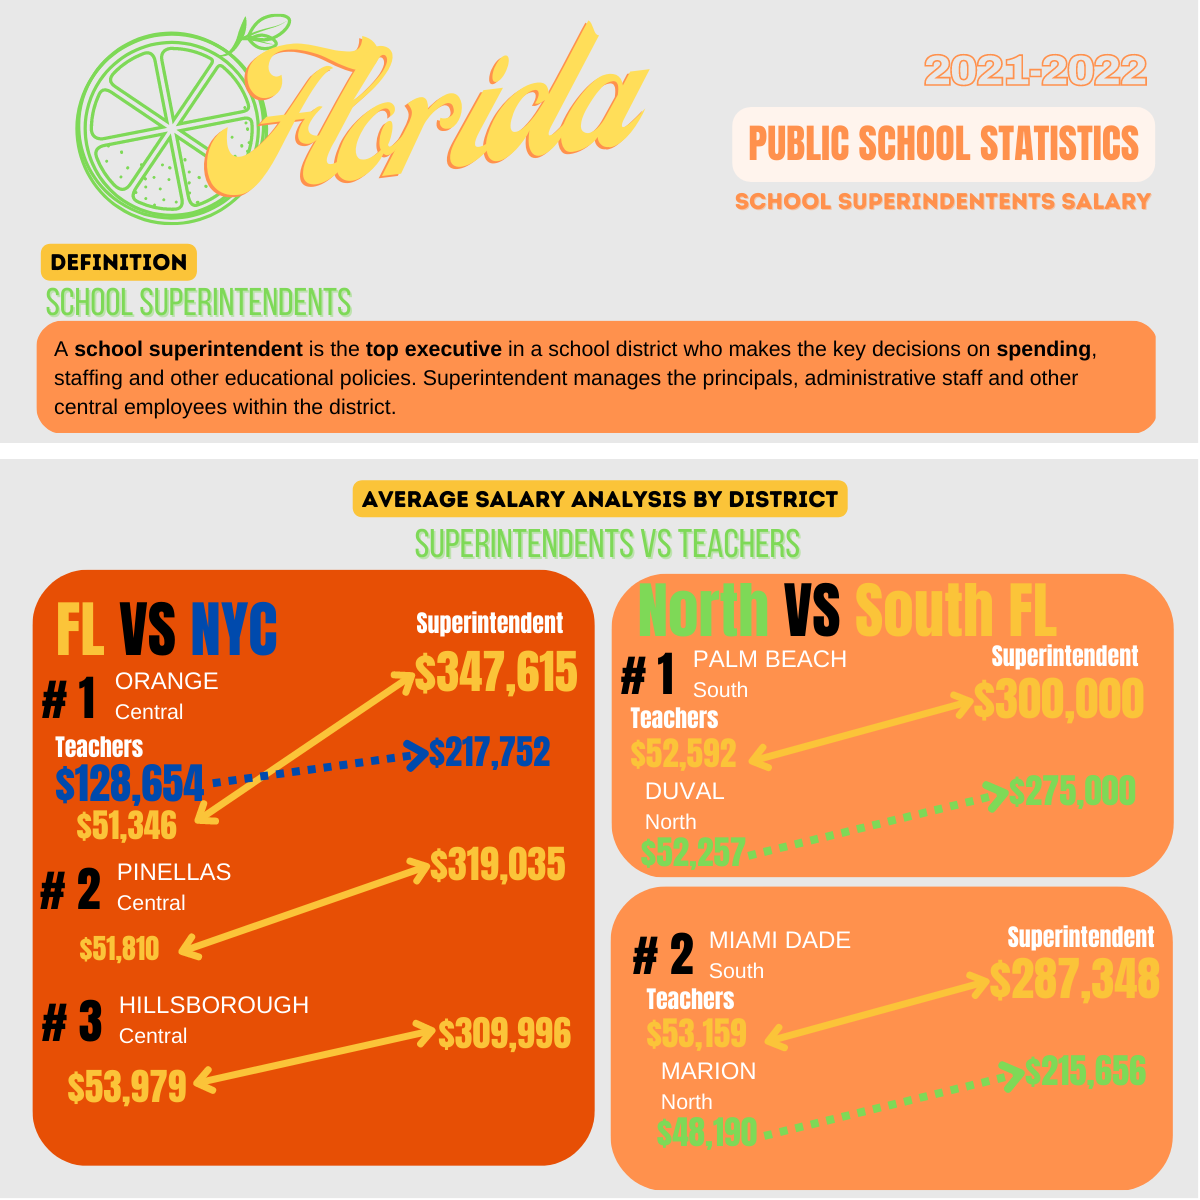 Florida
2021-2022
PUBLIC SCHOOL STATISTICS
SCHOOL SUPERINDENTENTS SALARY
DEFINITION
SCHOOL SUPERINTENDENTS
A school superintendent is the top executive in a school district who makes the key decisions on spending,
staffing and other educational policies. Superintendent manages the principals, administrative staff and other
central employees within the district.
AVERAGE SALARY ANALYSIS BY DISTRICT
SUPERINTENDENTS VS TEACHERS
FL VS NYC
Superintendent
# 1 ORANGE
Central
$347,615
Teachers
$128,654
$217,752
$51,346
# 2 PINELLAS
Central
$319,035
$51,810
# 3 HILLSBOROUGH
Central
$309,996
$53,979
North VS South FL
# 1 PALM BEACH
South
Superintendent
$300,000
Teachers
$52,592
DUVAL
North
$275,000
$52,257
# 2 MIAMI DADE
South
Superintendent
$287,348
Teachers
$53,159
MARION
North
$215,656
$48,190